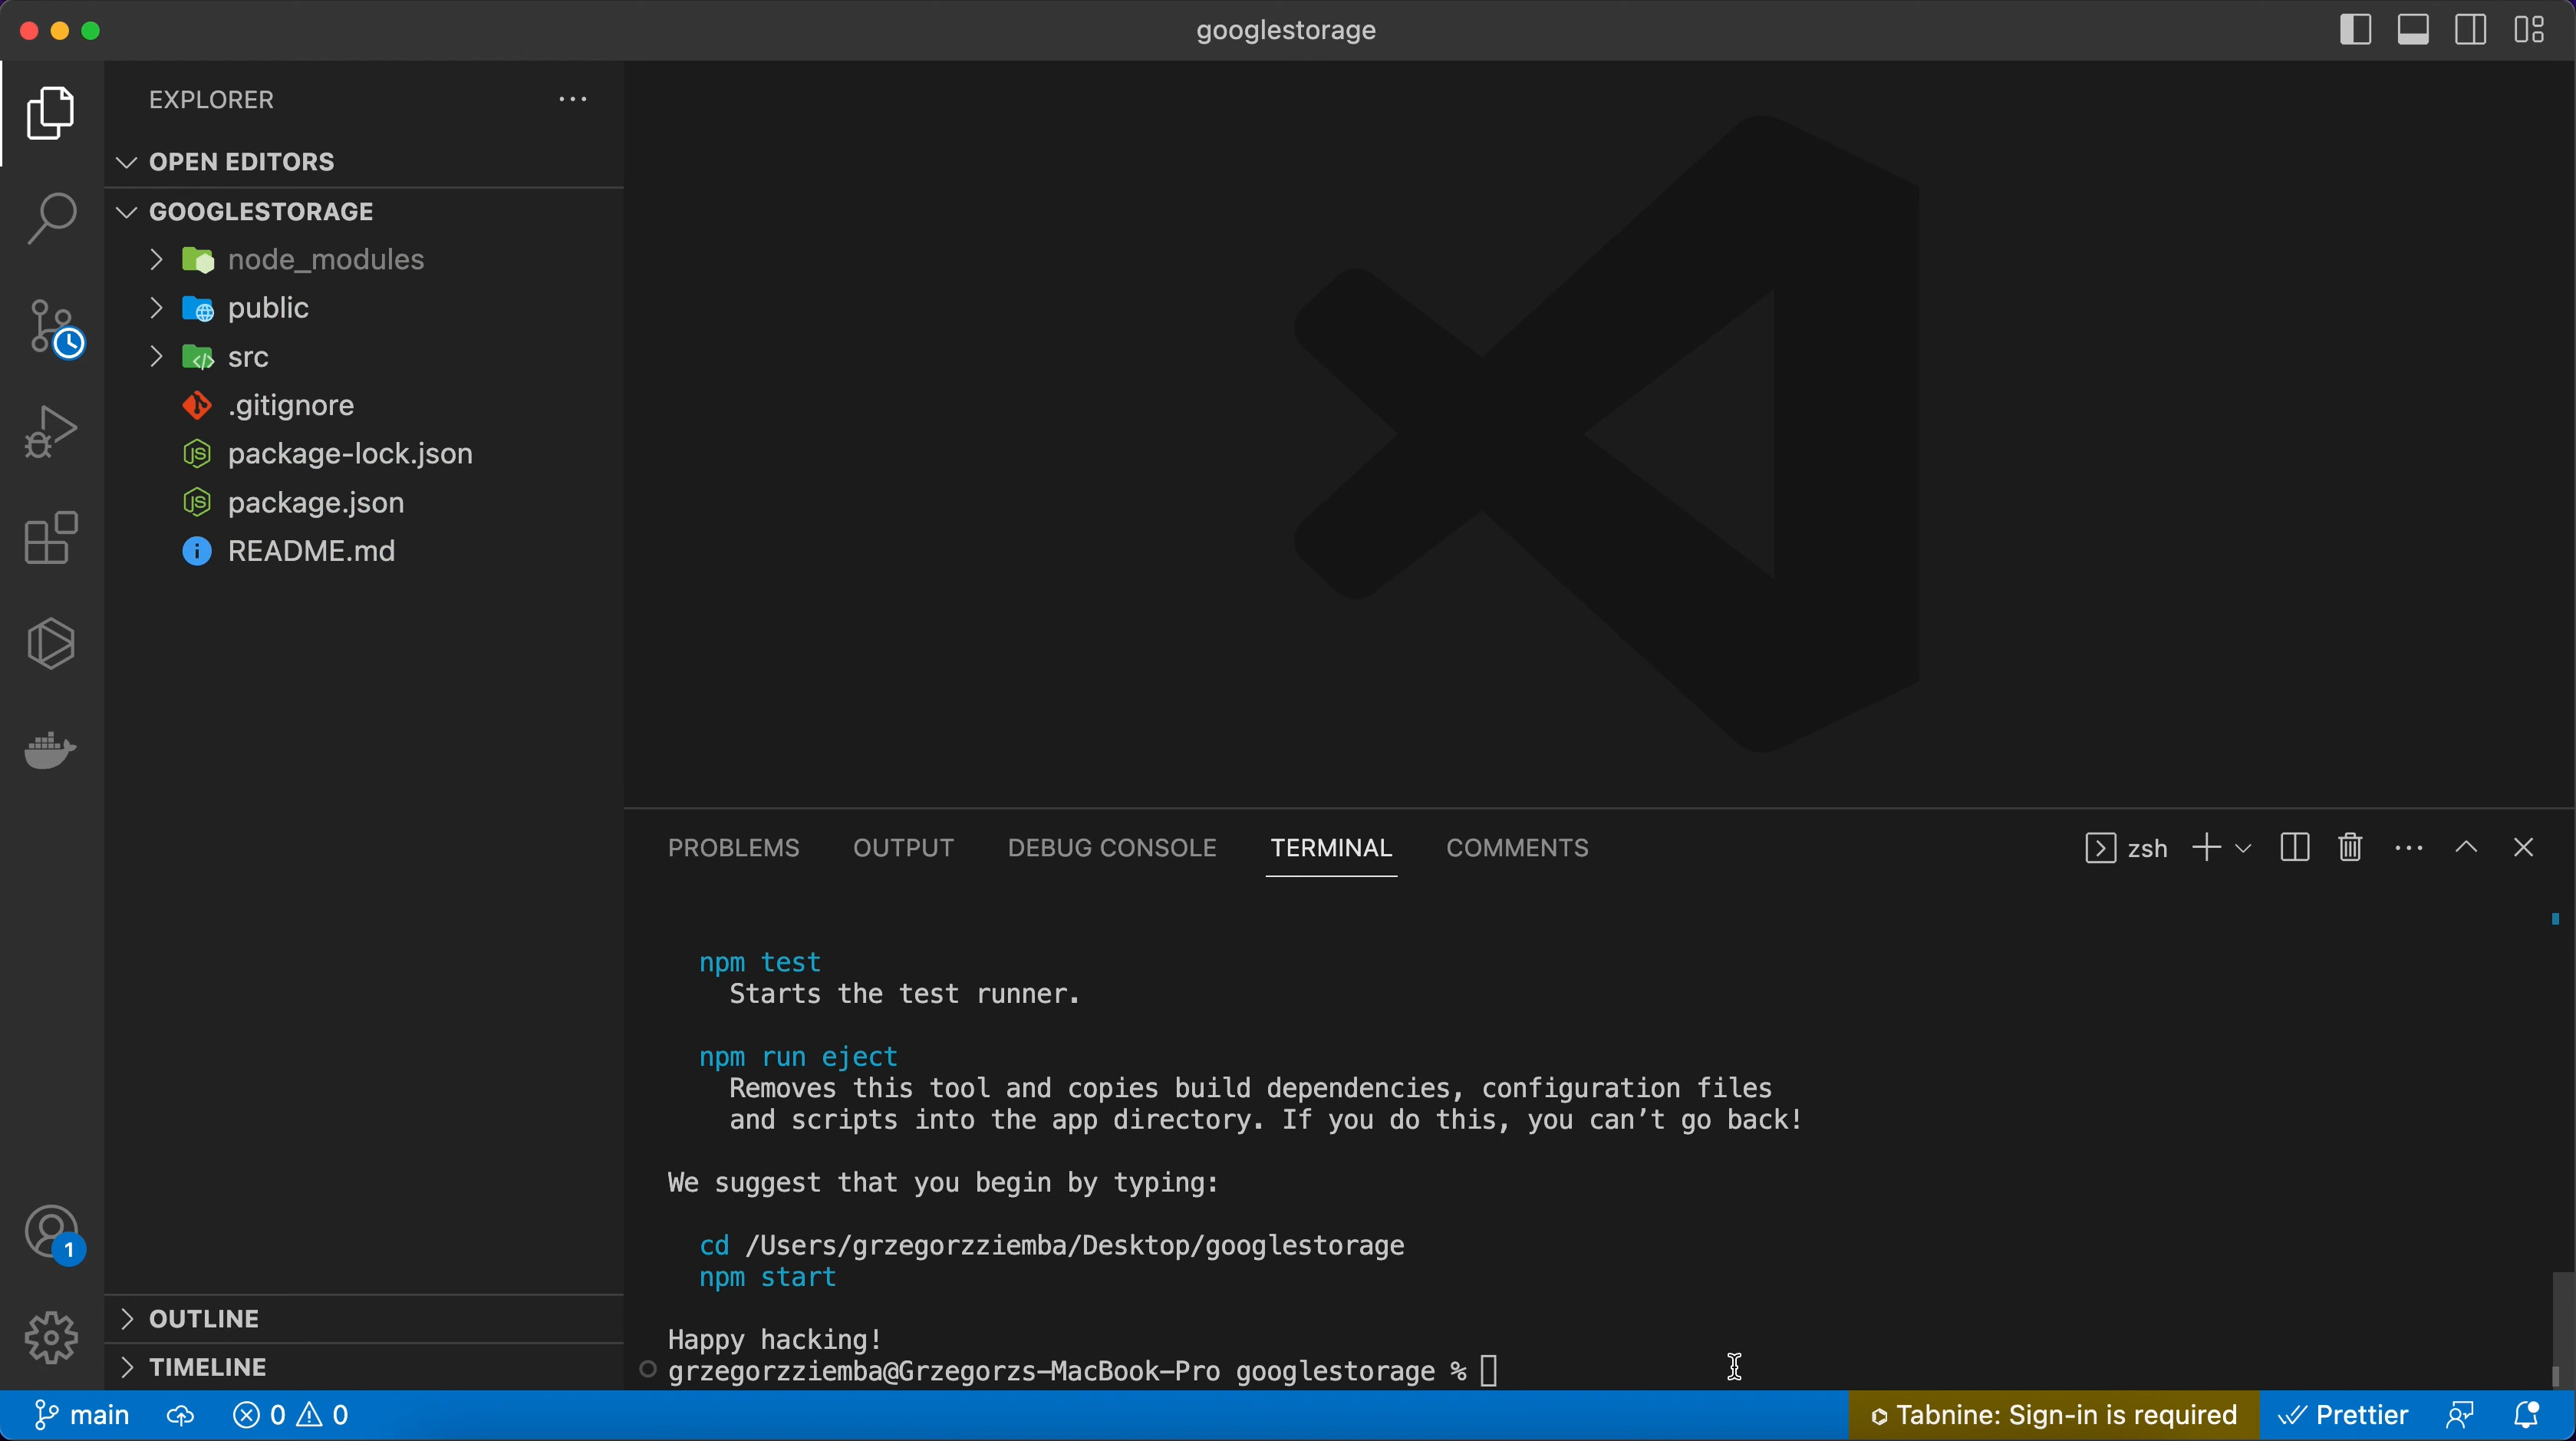 googlestorage
EXPLORER
OPEN EDITORS
GOOGLESTORAGE
node_modules
public
src
.gitignore
package-lock.json
package.json
README.md
OUTLINE
TIMELINE
PROBLEMS OUTPUT DEBUG CONSOLE TERMINAL COMMENTS zsh
npm test
Starts the test runner.
npm run eject
Removes this tool and copies build dependencies, configuration files
and scripts into the app directory. If you do this, you can’t go back!
We suggest that you begin by typing:
cd /Users/grzegorzziemba/Desktop/googlestorage
npm start
Happy hacking!
grzegorzziemba@Grzegorzs-MacBook-Pro googlestorage %
1
main 0 0 Tabnine: Sign-in is required Prettier